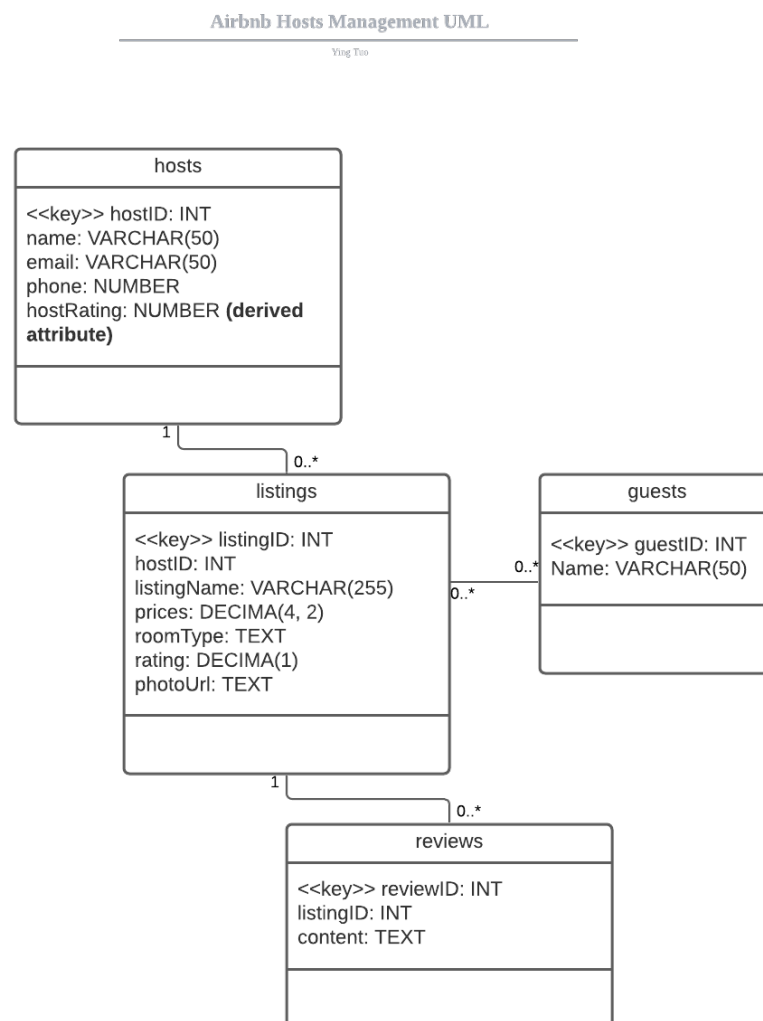 Airbnb Hosts Management UML
Ying Tuo
hosts
<<key>> hostID: INT
name: VARCHAR(50)
email: VARCHAR(50)
phone: NUMBER
hostRating: NUMBER (derived
attribute)
1
0..*
listings
<<key>> listingID: INT
hostID: INT
listingName: VARCHAR(255)
prices: DECIMA(4, 2)
roomType: TEXT
rating: DECIMA(1)
photoUrl: TEXT
0..*
0..*
guests
<<key>> guestID: INT
Name: VARCHAR(50)
1
0..*
reviews
<<key>> reviewID: INT
listingID: INT
content: TEXT